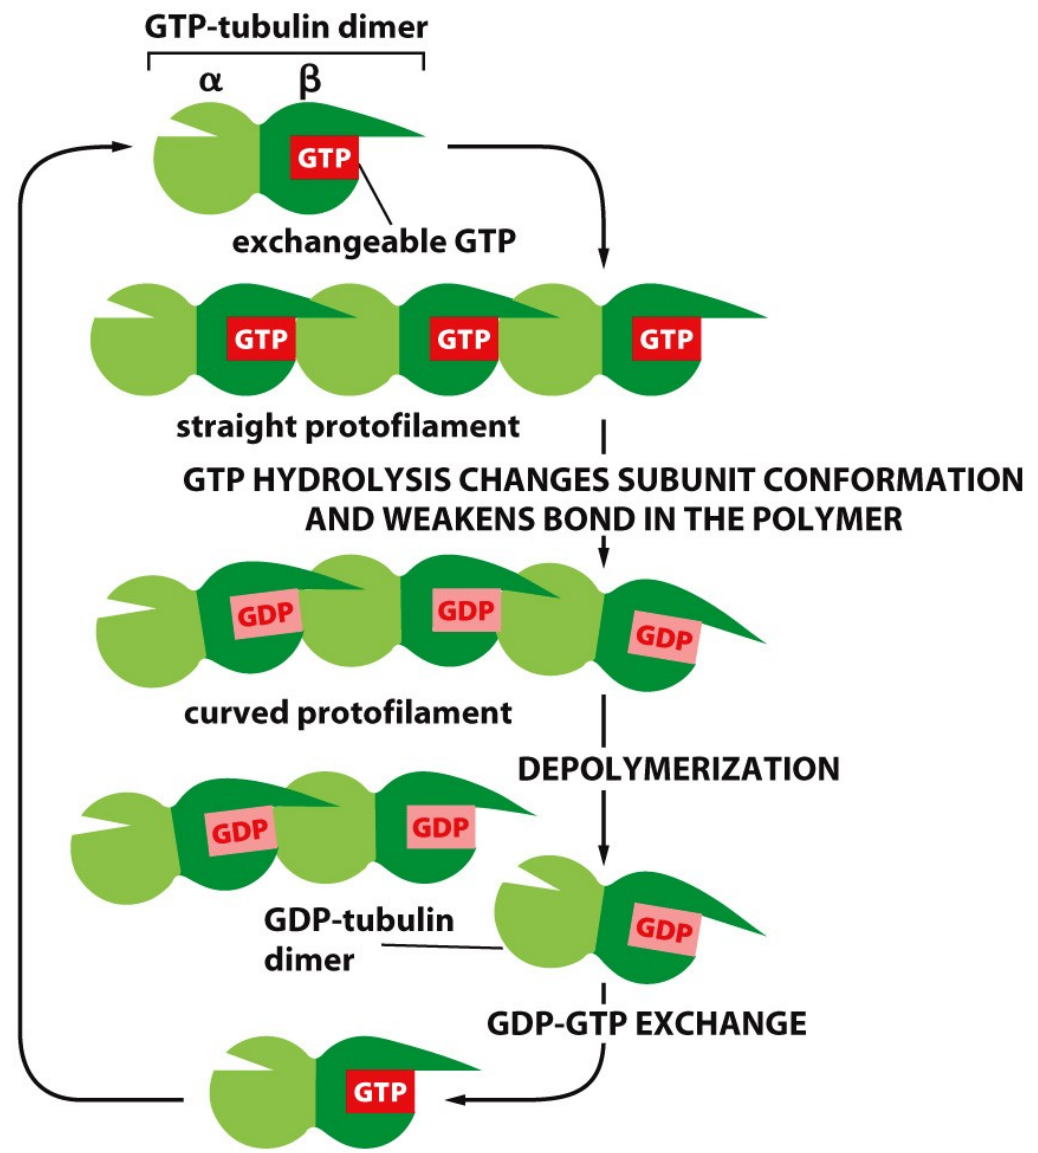 GTP-tubulin dimer
α β
GTP
exchangeable GTP
GTP GTP GTP
straight protofilament
GTP HYDROLYSIS CHANGES SUBUNIT CONFORMATION
AND WEAKENS BOND IN THE POLYMER
GDP GDP GDP
curved protofilament
DEPOLYMERIZATION
GDP GDP
GDP-tubulin
dimer
GDP
GDP-GTP EXCHANGE
GTP